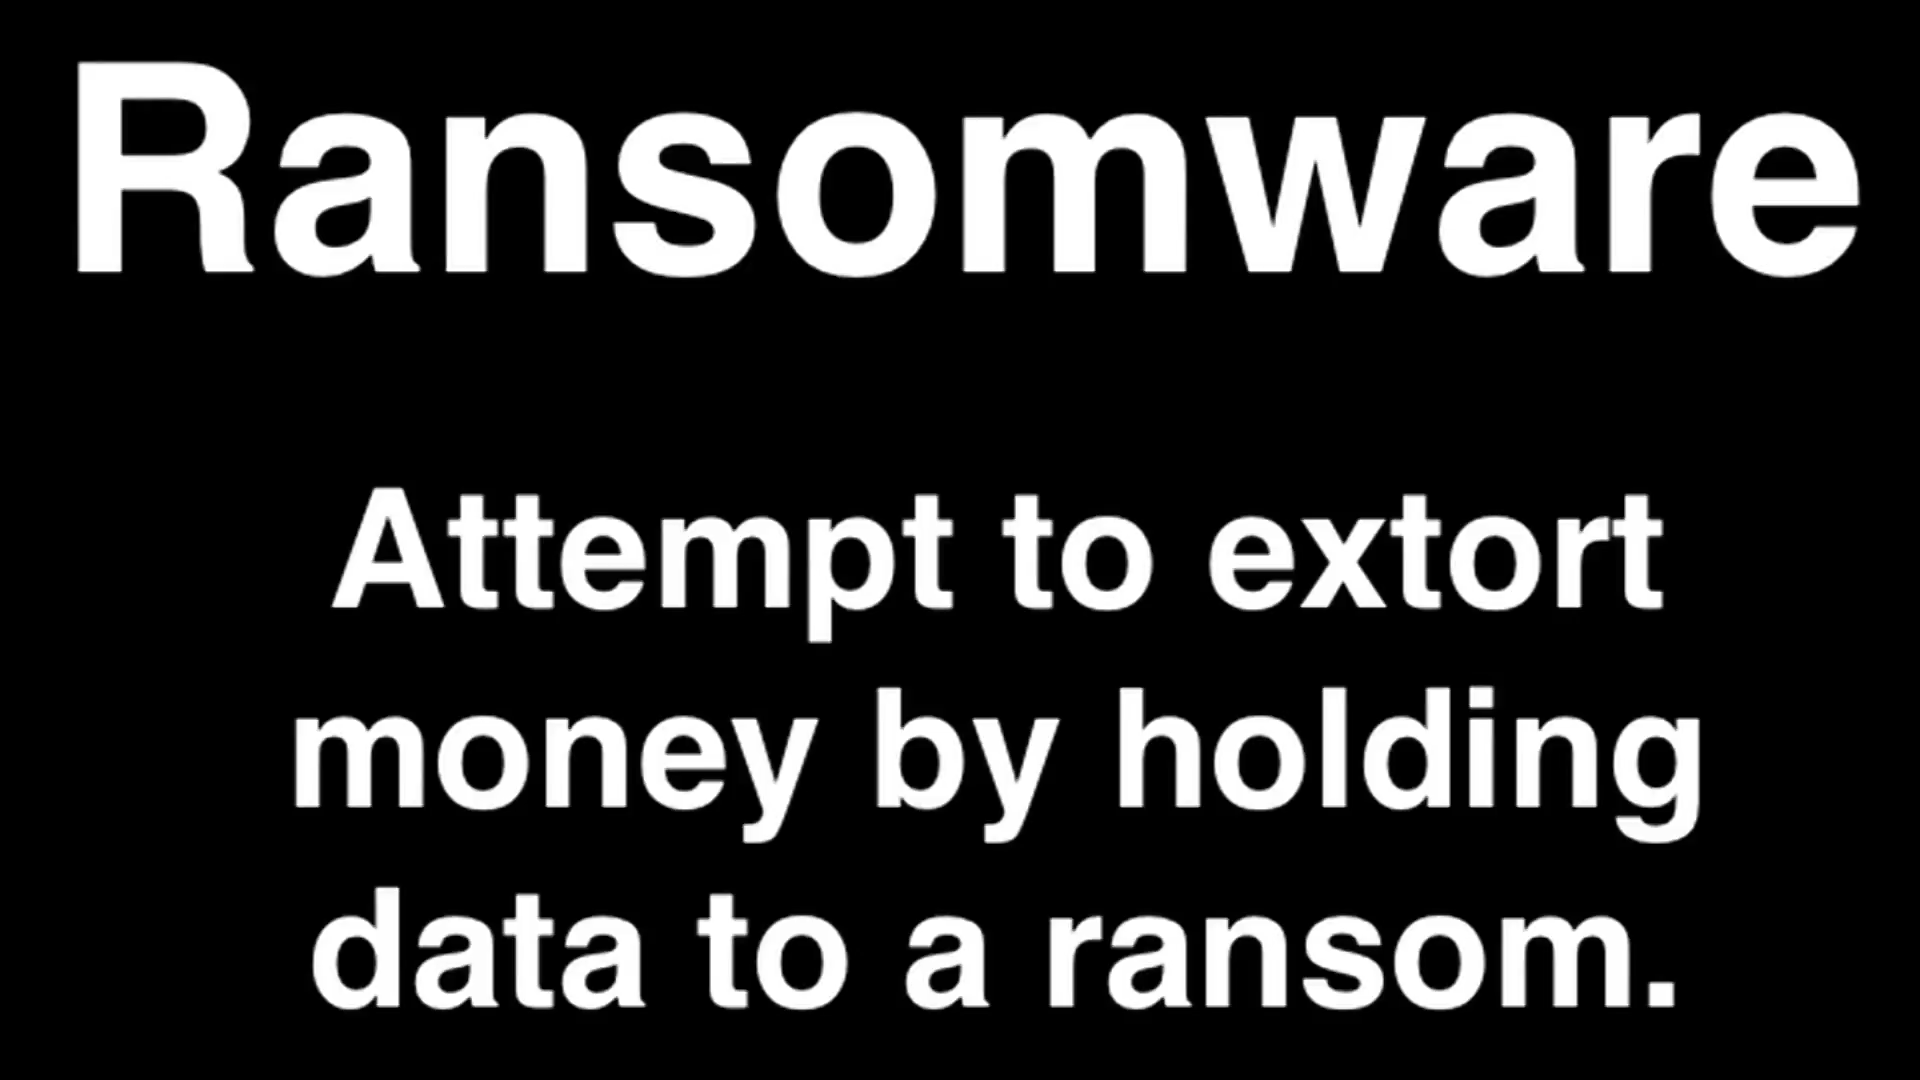 Ransomware
Attempt to extort
money by holding
data to a ransom.